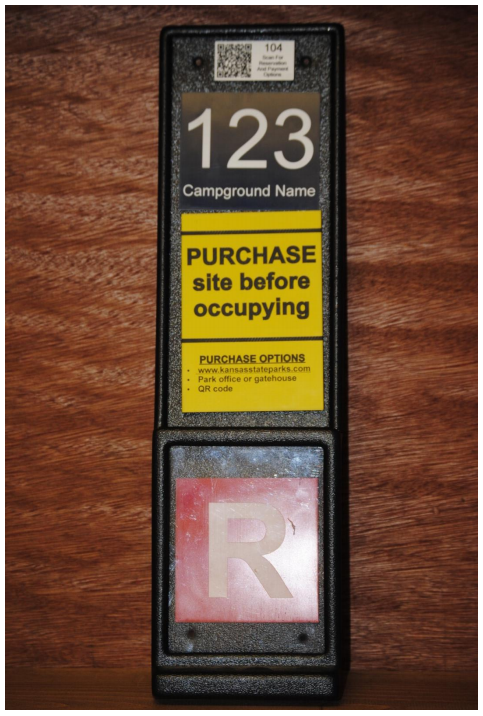 104
Scan For
Reservation
And Payment
Options
123
Campground Name
PURCHASE
site before
occupying
PURCHASE OPTIONS
• www.kansasstateparks.com
• Park office or gatehouse
• QR code
R